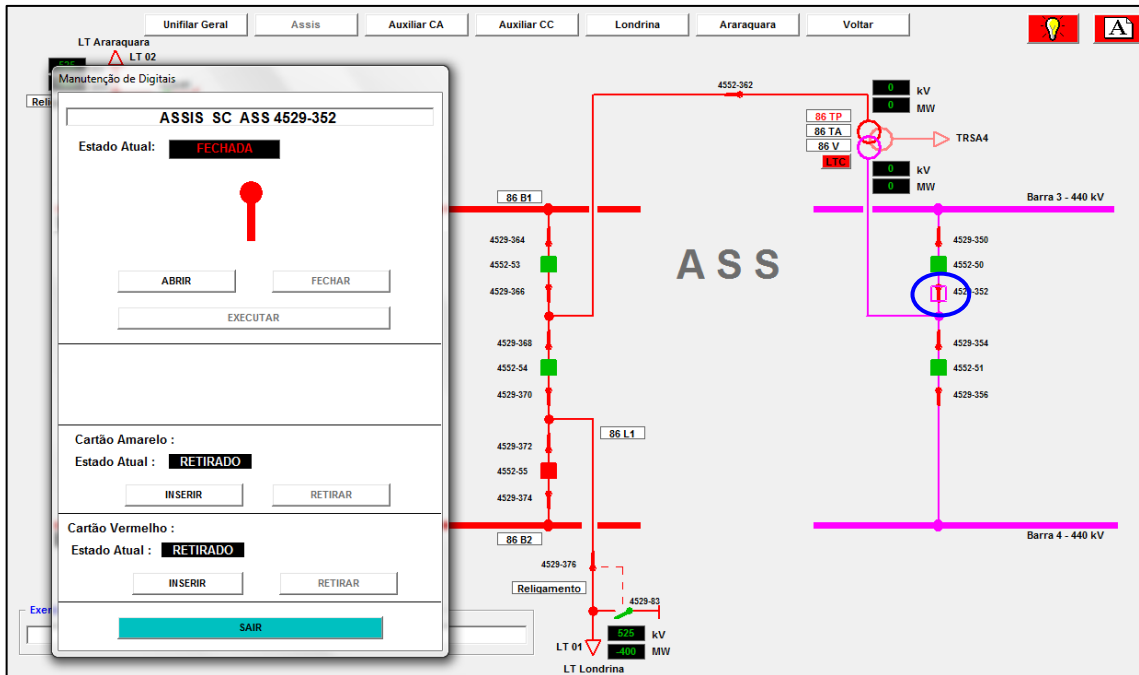 Unifilar Geral
Assis
Auxiliar CA
Auxiliar CC
Londrina
Araraquara
Voltar
A
LT Araraquara
LT 02
525
Reli
Manutenção de Digitais
ASSIS SC ASS 4529-352
Estado Atual: FECHADA
ABRIR
FECHAR
EXECUTAR
Cartão Amarelo :
Estado Atual : RETIRADO
INSERIR
RETIRAR
Cartão Vermelho :
Estado Atual : RETIRADO
INSERIR
RETIRAR
SAIR
Exer
4552-362
0 kV
0 MW
86 TP
86 TA
86 V
LTC
TRSA4
0 kV
0 MW
86 B1
Barra 3 - 440 kV
4529-364
4552-53
4529-366
A S S
4529-350
4552-50
4529-352
4529-368
4552-54
4529-370
4529-354
4552-51
4529-356
86 L1
4529-372
4552-55
4529-374
86 B2
Barra 4 - 440 kV
4529-376
Religamento
4529-83
525 kV
-400 MW
LT 01
LT Londrina